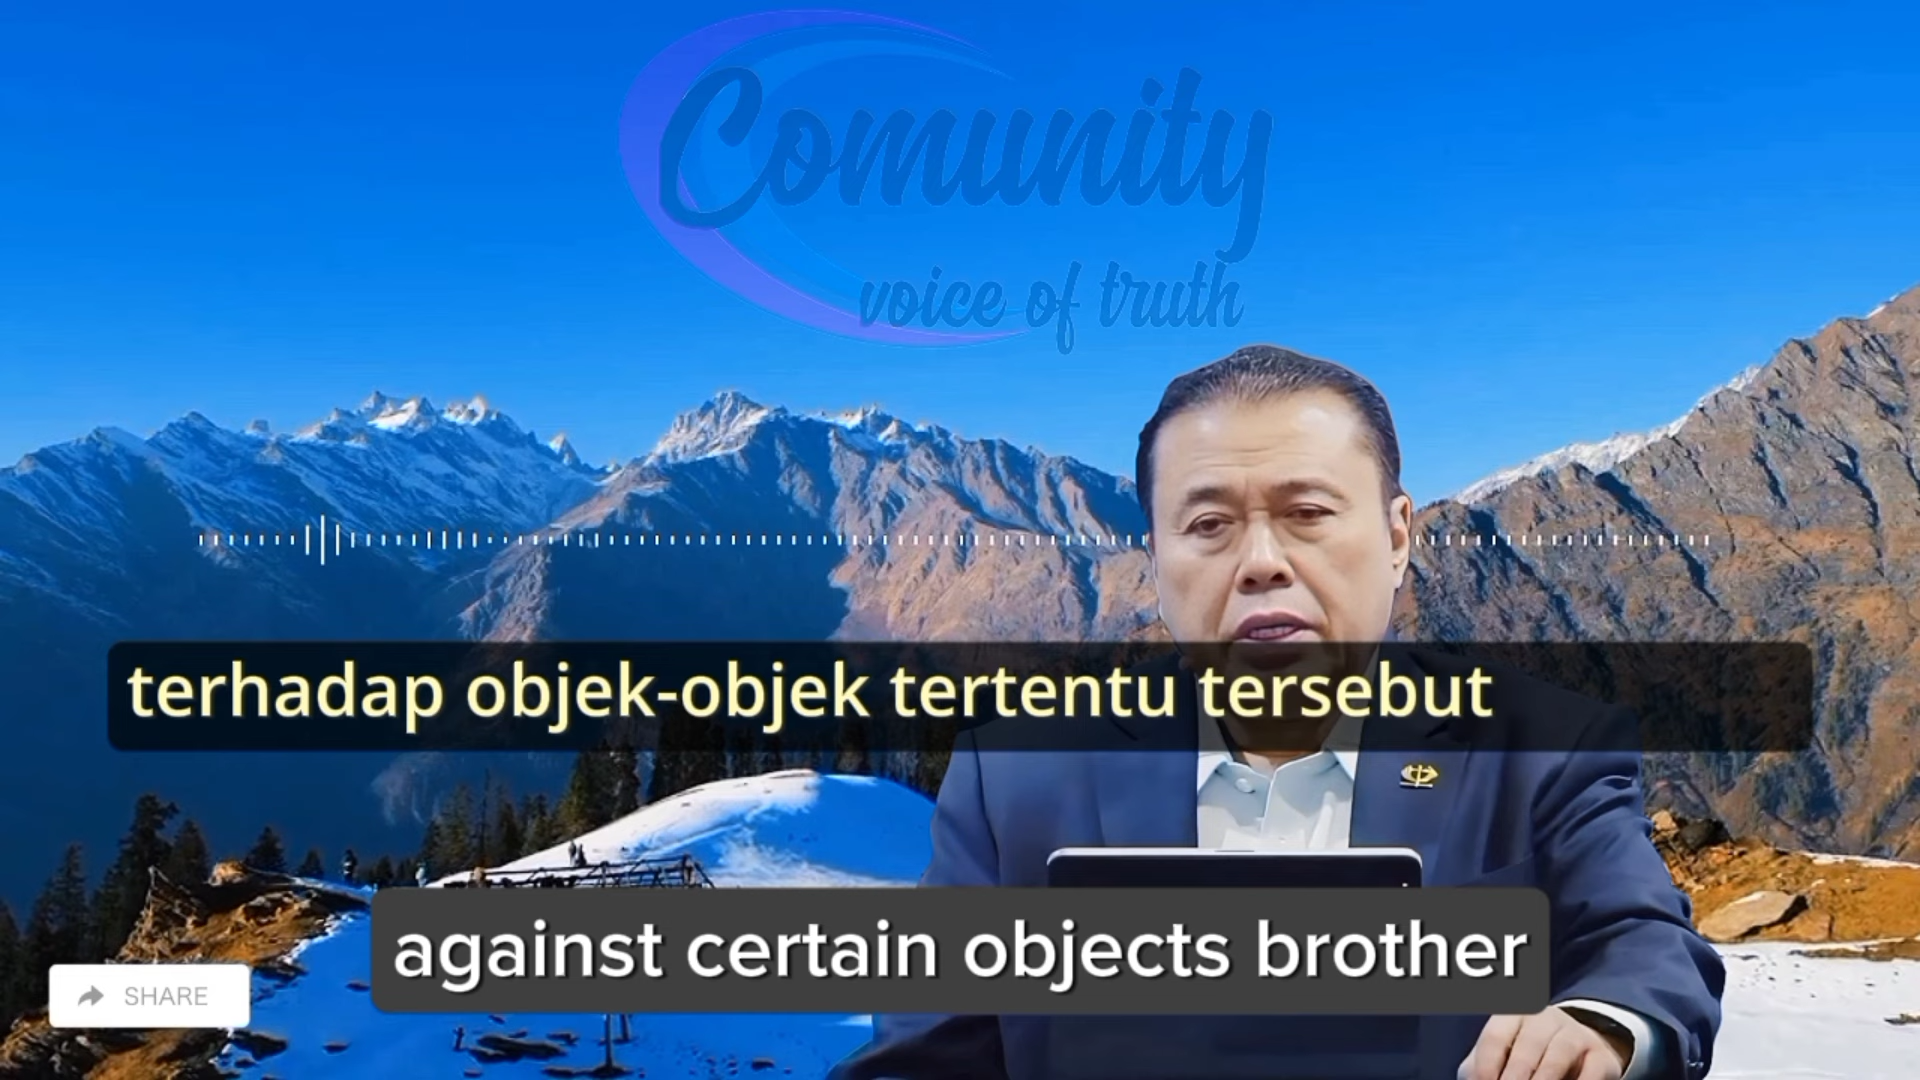 Comunity
voice of truth
terhadap objek-objek tertentu tersebut
against certain objects brother
SHARE